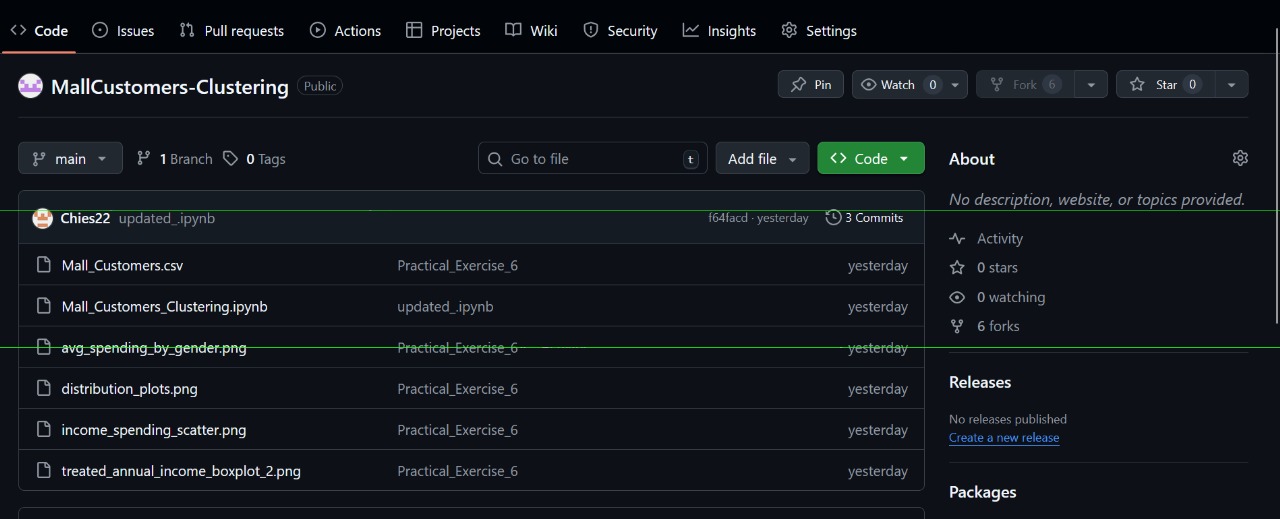 Code Issues Pull requests Actions Projects Wiki Security Insights Settings
MallCustomers-Clustering Public Pin Watch 0 Fork 6 Star 0
main 1 Branch 0 Tags Go to file t Add file Code
Chies22 updated_.ipynb f64facd · yesterday 3 Commits
Mall_Customers.csv Practical_Exercise_6 yesterday
Mall_Customers_Clustering.ipynb updated_.ipynb yesterday
avg_spending_by_gender.png Practical_Exercise_6 yesterday
distribution_plots.png Practical_Exercise_6 yesterday
income_spending_scatter.png Practical_Exercise_6 yesterday
treated_annual_income_boxplot_2.png Practical_Exercise_6 yesterday
About
No description, website, or topics provided.
Activity
0 stars
0 watching
6 forks
Releases
No releases published
Create a new release
Packages